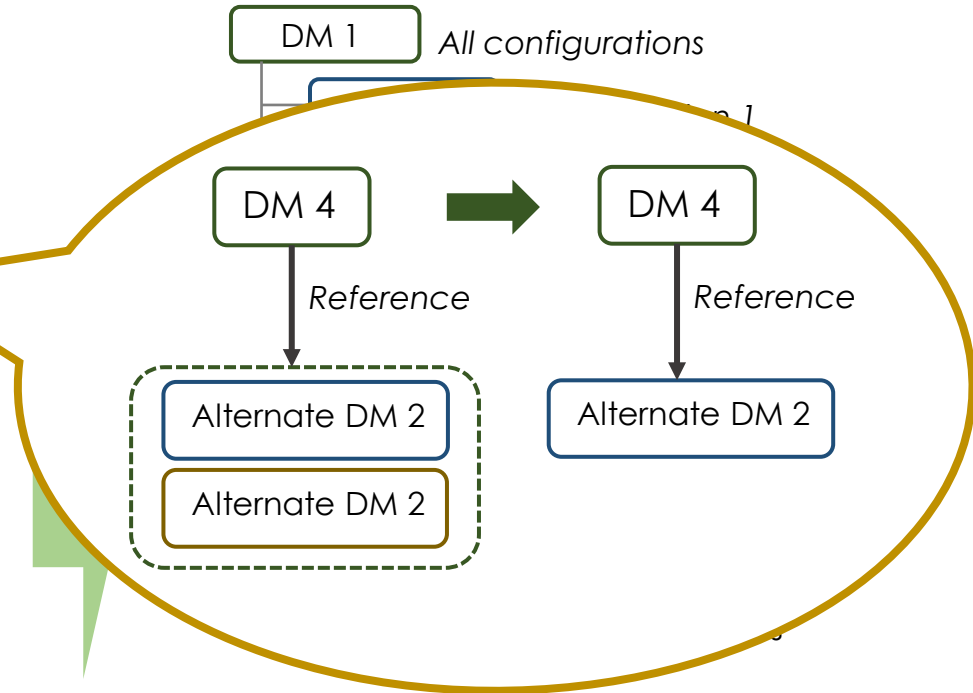 DM 1
All configurations
1
DM 4
DM 4
Reference
Reference
Alternate DM 2
Alternate DM 2
Alternate DM 2